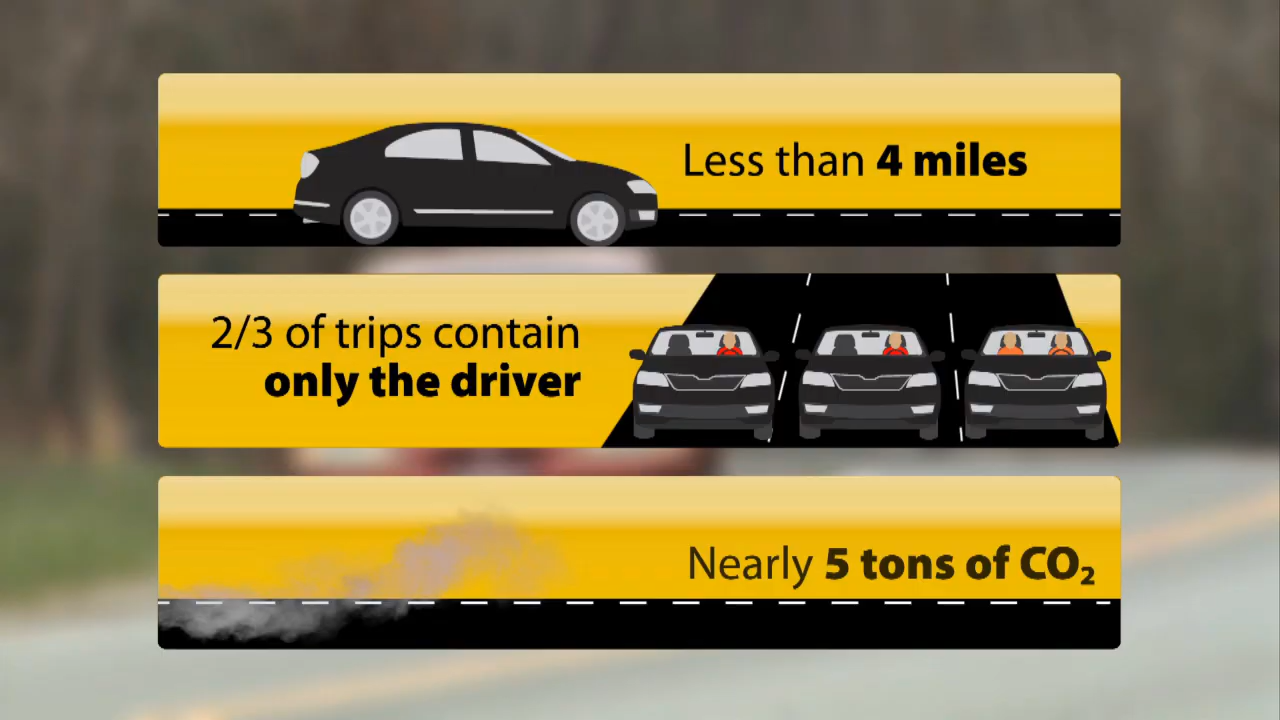 Less than 4 miles
2/3 of trips contain
only the driver
Nearly 5 tons of CO₂